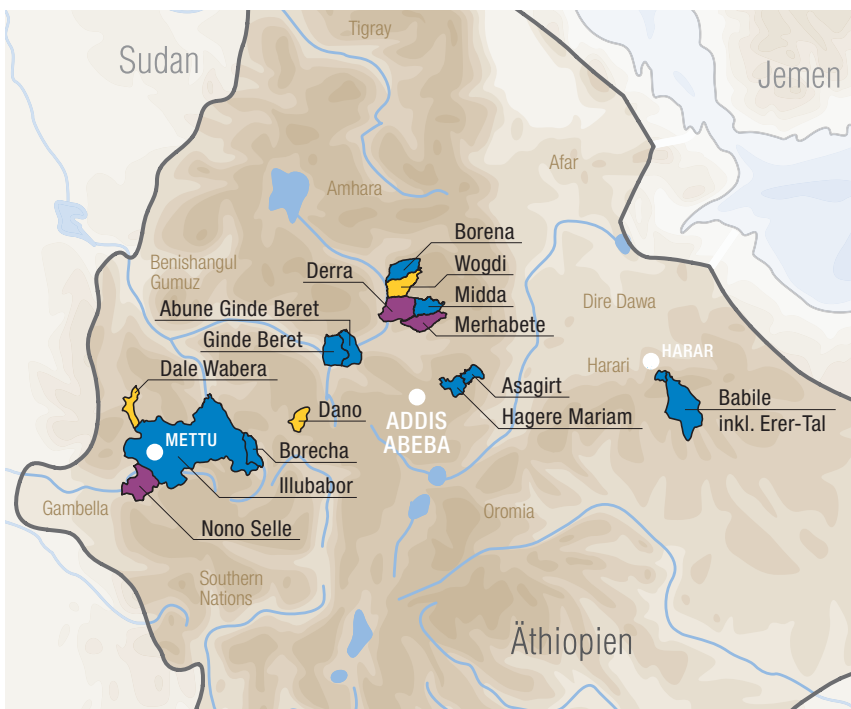 Tigray
Sudan
Jemen
Afar
Amhara
Borena
Wogdi
Benishangul
Gumuz
Derra
Midda
Dire Dawa
Abune Ginde Beret
Merhabete
Ginde Beret
HARAR
Harari
Dale Wabera
Asagirt
Babile
inkl. Erer-Tal
Dano
ADDIS
ABEBA
Hagere Mariam
METTU
Borecha
Illubabor
Gambella
Oromia
Nono Selle
Southern
Nations
Äthiopien